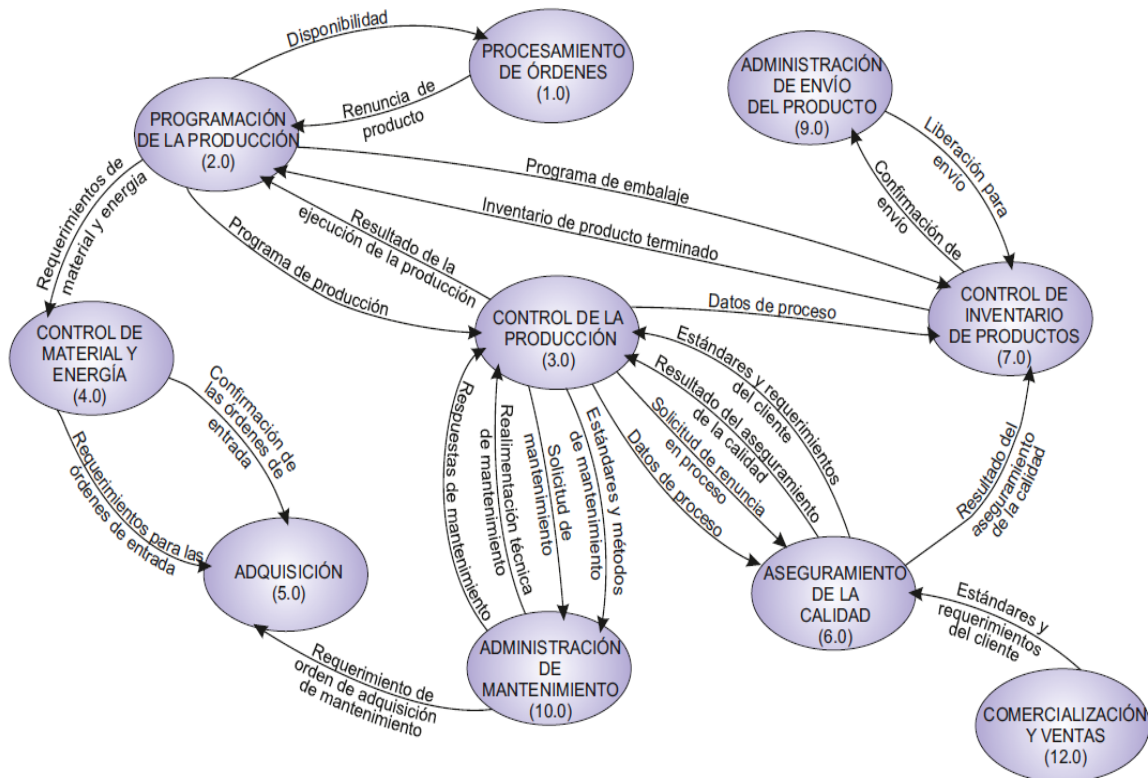 Disponibilidad
PROCESAMIENTO
DE ÓRDENES
(1.0)
Renuncia de
producto
PROGRAMACIÓN
DE LA PRODUCCIÓN
(2.0)
ADMINISTRACIÓN
DE ENVÍO
DEL PRODUCTO
(9.0)
Liberación para
envío
Confirmación de
envío
Requerimientos de
material y energía
Programa de embalaje
Inventario de producto terminado
Resultado de la
ejecución de la producción
Programa de producción
CONTROL DE
MATERIAL Y
ENERGÍA
(4.0)
CONTROL DE LA
PRODUCCIÓN
(3.0)
Datos de proceso
CONTROL DE
INVENTARIO
DE PRODUCTOS
(7.0)
Confirmación de
las órdenes de
entrada
Requerimientos para las
órdenes de entrada
Respuestas de mantenimiento
Realimentación técnica
de mantenimiento
Solicitud de
mantenimiento
Estándares y métodos
de mantenimiento
Datos de proceso
Solicitud de renuncia
en proceso
Resultado del aseguramiento
de la calidad
Estándares y requerimientos
del cliente
Resultado del
aseguramiento
de la calidad
ADQUISICIÓN
(5.0)
ASEGURAMIENTO
DE LA
CALIDAD
(6.0)
Estándares y
requerimientos
del cliente
Requerimiento de
orden de adquisición
de mantenimiento
ADMINISTRACIÓN
DE
MANTENIMIENTO
(10.0)
COMERCIALIZACIÓN
Y VENTAS
(12.0)